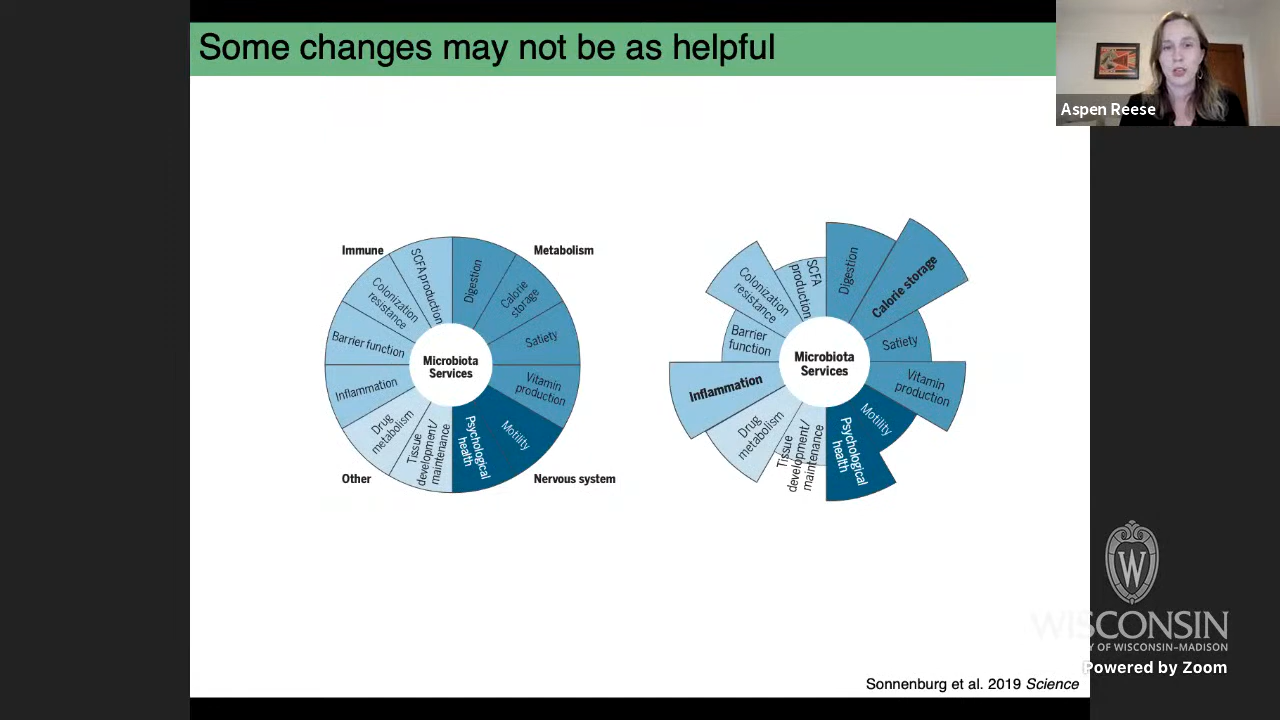 Some changes may not be as helpful
Aspen Reese
Immune
Metabolism
SCFA production
Digestion
Colonization
resistance
Calorie
storage
Barrier function
Satiety
Microbiota
Services
Inflammation
Vitamin
production
Drug
metabolism
Tissue
development/
maintenance
Psychological
health
Motility
Other
Nervous system
SCFA
production
Digestion
Colonization
resistance
Calorie storage
Barrier
function
Satiety
Microbiota
Services
Inflammation
Vitamin
production
Drug
metabolism
Tissue
development/
maintenance
Psychological
health
Motility
W
WISCONSIN
Y OF WISCONSIN–MADISON
Powered by Zoom
Sonnenburg et al. 2019 Science